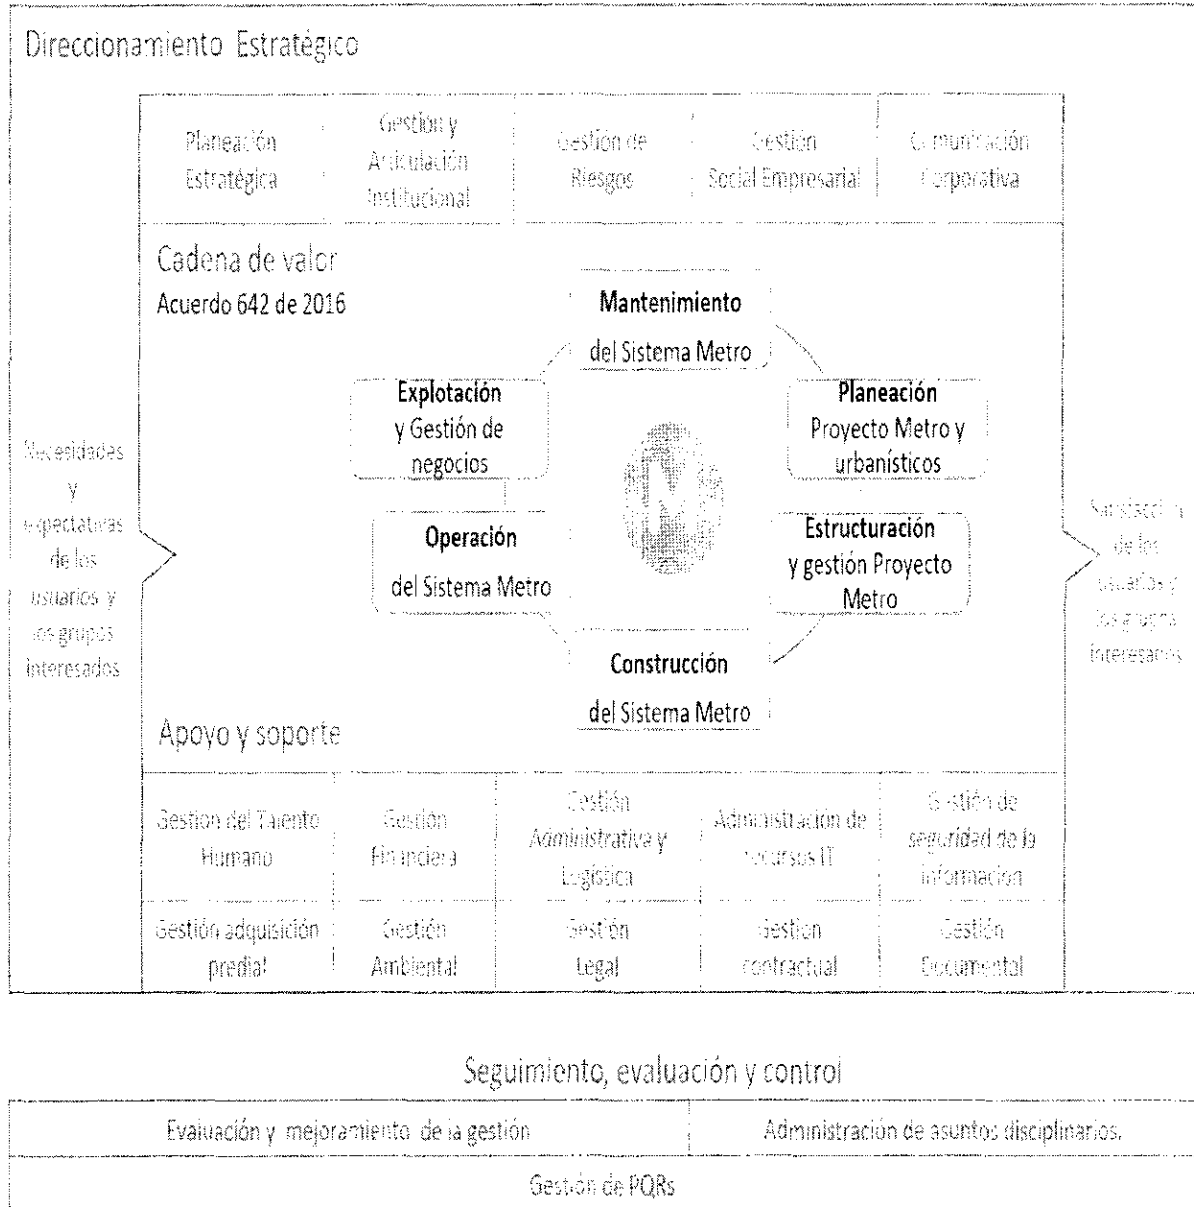 Direccionamiento Estratégico
Planeación
Estratégica
Gestión y
Articulación
Institucional
Gestión de
Riesgos
Gestión
Social Empresarial
Comunicación
Corporativa
Cadena de valor
Acuerdo 642 de 2016
Mantenimiento
del Sistema Metro
Explotación
y Gestión de
negocios
Planeación
Proyecto Metro y
urbanísticos
Operación
del Sistema Metro
Estructuración
y gestión Proyecto
Metro
Construcción
del Sistema Metro
Necesidades
y
expectativas
de los
usuarios y
los grupos
interesados
Satisfacción
de los
usuarios y
los grupos
interesados
Apoyo y soporte
Gestión del Talento
Humano
Gestión
Financiera
Gestión
Administrativa y
Logística
Administración de
recursos IT
Gestión de
seguridad de la
información
Gestión adquisición
predial
Gestión
Ambiental
Gestión
Legal
Gestión
contractual
Gestión
Documental
Seguimiento, evaluación y control
Evaluación y mejoramiento de la gestión
Administración de asuntos disciplinarios.
Gestión de PQRs